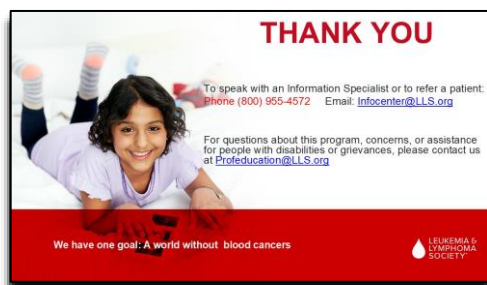 THANK YOU
To speak with an Information Specialist or to refer a patient:
Phone (800) 955-4572 Email: Infocenter@LLS.org
For questions about this program, concerns, or assistance
for people with disabilities or grievances, please contact us
at Profeducation@LLS.org
We have one goal: A world without blood cancers
LEUKEMIA &
LYMPHOMA
SOCIETY